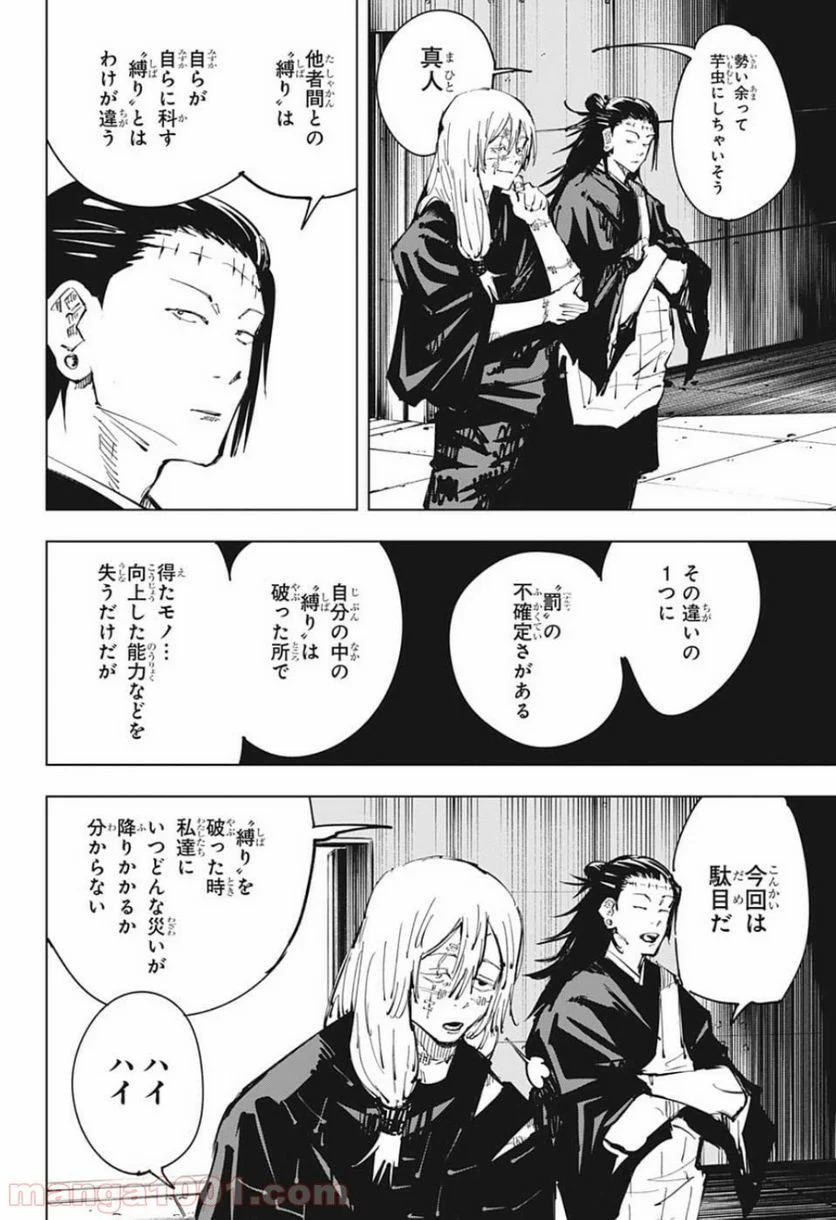 勢い余って
芋虫にしちゃいそう
真人
他者間との
〝縛り〟は
自らが
自らに科す
〝縛り〟とは
わけが違う
その違いの
1つに
〝罰〟の
不確定さがある
自分の中の
〝縛り〟は
破った所で
得たモノ…
向上した能力などを
失うだけだが
今回は
駄目だ
〝縛り〟を
破った時
私達に
いつどんな災いが
降りかかるか
分からない
ハイ
ハイ
manga1001.com